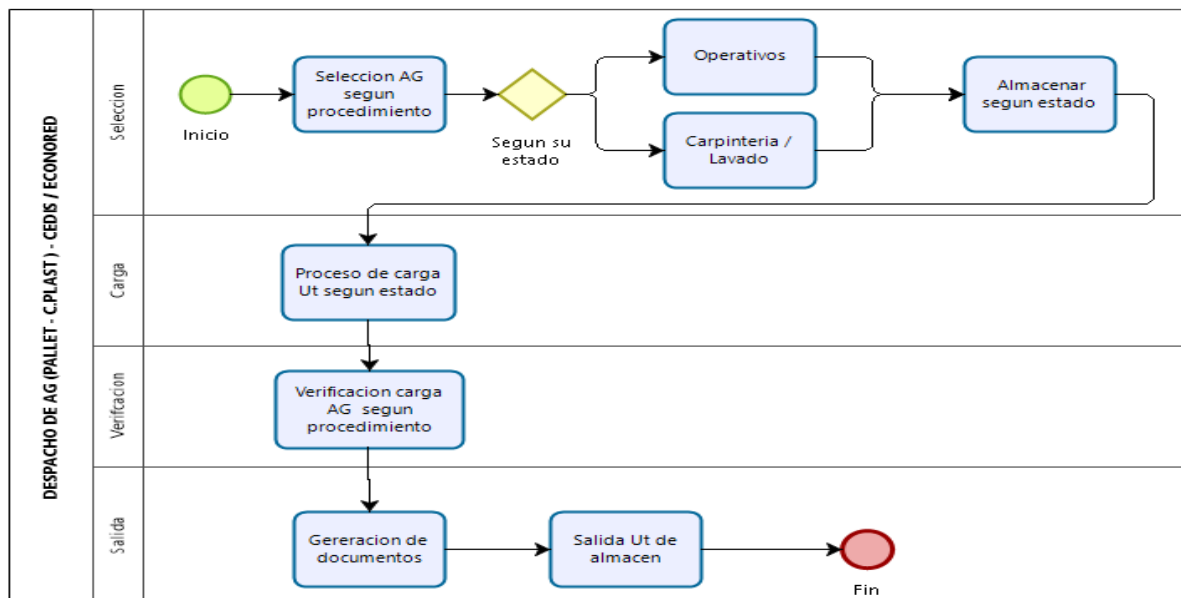 DESPACHO DE AG (PALLET - C.PLAST ) - CEDIS / ECONORED
Seleccion
Inicio
Seleccion AG
segun
procedimiento
Segun su
estado
Operativos
Carpinteria /
Lavado
Almacenar
segun estado
Carga
Proceso de carga
Ut segun estado
Verifcacion
Verificacion carga
AG segun
procedimiento
Salida
Gereracion de
documentos
Salida Ut de
almacen
Fin